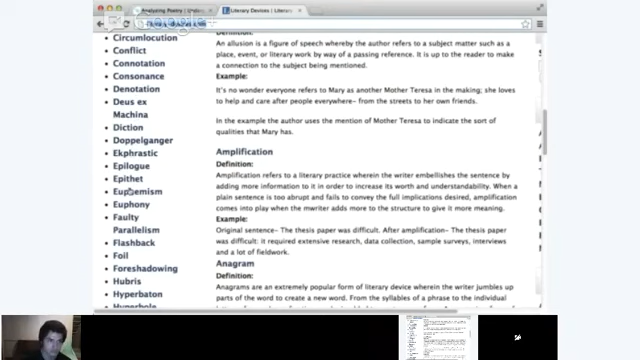 Analyzing Poetry
Literary Devices | Literary
Google+
Circumlocution
Conflict
Connotation
Consonance
Denotation
Deus ex
Machina
Diction
Doppelganger
Ekphrastic
Epilogue
Epithet
Euphemism
Euphony
Faulty
Parallelism
Flashback
Foil
Foreshadowing
Hubris
Hyperbaton
Hyperbole
Definition:
An allusion is a figure of speech whereby the author refers to a subject matter such as a
place, event, or literary work by way of a passing reference. It is up to the reader to make
a connection to the subject being mentioned.
Example:
It's no wonder everyone refers to Mary as another Mother Teresa in the making; she loves
to help and care after people everywhere- from the streets to her own friends.
In the example the author uses the mention of Mother Teresa to indicate the sort of
qualities that Mary has.
Amplification
Definition:
Amplification refers to a literary practice wherein the writer embellishes the sentence by
adding more information to it in order to increase its worth and understandability. When a
plain sentence is too abrupt and fails to convey the full implications desired, amplification
comes into play when the mwriter adds more to the structure to give it more meaning.
Example:
Original sentence- The thesis paper was difficult. After amplification- The thesis paper
was difficult: it required extensive research, data collection, sample surveys, interviews
and a lot of fieldwork.
Anagram
Definition:
Anagrams are an extremely popular form of literary device wherein the writer jumbles up
parts of the word to create a new word. From the syllables of a phrase to the individual